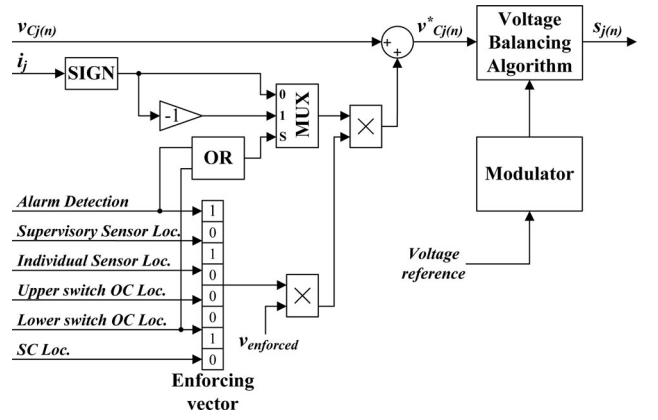 v_Cj(n)
v*_Cj(n)
Voltage
Balancing
Algorithm
s_j(n)
+
+
i_j
SIGN
-1
0
1
S
MUX
×
OR
Modulator
Alarm Detection
Supervisory Sensor Loc.
Individual Sensor Loc.
Upper switch OC Loc.
Lower switch OC Loc.
SC Loc.
1
0
1
0
0
0
1
0
×
v_enforced
Voltage
reference
Enforcing
vector